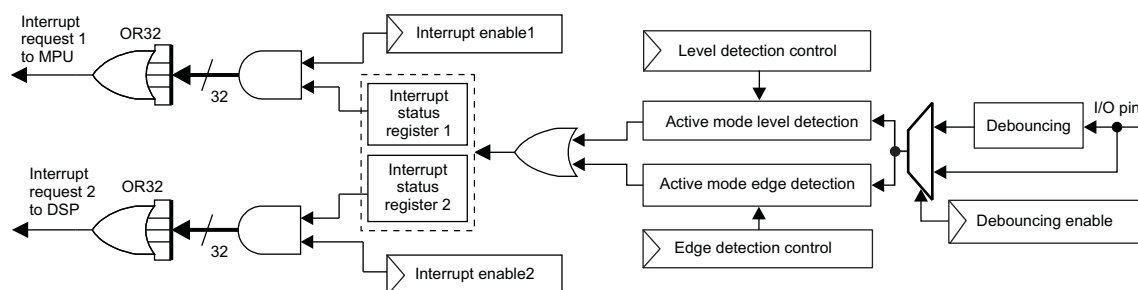 Interrupt
request 1
to MPU
OR32
32
Interrupt enable1
Interrupt
status
register 1
Interrupt
status
register 2
Interrupt
request 2
to DSP
OR32
32
Interrupt enable2
Level detection control
Active mode level detection
Active mode edge detection
Edge detection control
Debouncing
I/O pin
Debouncing enable